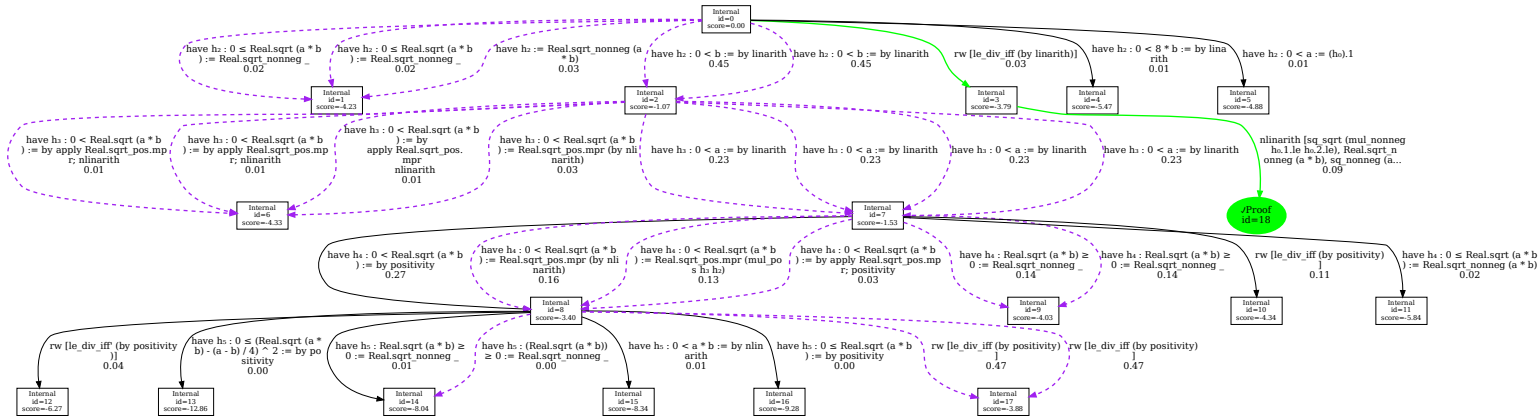 Internal
id=0
score=0.00
have h₂ : 0 ≤ Real.sqrt (a * b
) := Real.sqrt_nonneg _
0.02
have h₂ : 0 ≤ Real.sqrt (a * b
) := Real.sqrt_nonneg _
0.02
have h₂ := Real.sqrt_nonneg (a
* b)
0.03
have h₂ : 0 < b := by linarith
0.45
have h₂ : 0 < b := by linarith
0.45
rw [le_div_iff (by linarith)]
0.03
have h₂ : 0 < 8 * b := by lina
rith
0.01
have h₂ : 0 < a := (h₀).1
0.01
Internal
id=1
score=-4.23
Internal
id=2
score=-1.07
Internal
id=3
score=-3.79
Internal
id=4
score=-5.47
Internal
id=5
score=-4.88
have h₃ : 0 < Real.sqrt (a * b
) := by apply Real.sqrt_pos.mp
r; nlinarith
0.01
have h₃ : 0 < Real.sqrt (a * b
) := by apply Real.sqrt_pos.mp
r; nlinarith
0.01
have h₃ : 0 < Real.sqrt (a * b
) := by
apply Real.sqrt_pos.
mpr
nlinarith
0.01
have h₃ : 0 < Real.sqrt (a * b
) := Real.sqrt_pos.mpr (by nli
narith)
0.03
have h₃ : 0 < a := by linarith
0.23
have h₃ : 0 < a := by linarith
0.23
have h₃ : 0 < a := by linarith
0.23
have h₃ : 0 < a := by linarith
0.23
nlinarith [sq_sqrt (mul_nonneg
h₀.1.le h₀.2.le), Real.sqrt_n
onneg (a * b), sq_nonneg (a...
0.09
Internal
id=6
score=-4.33
Internal
id=7
score=-1.53
√Proof
id=18
have h₄ : 0 < Real.sqrt (a * b
) := by positivity
0.27
have h₄ : 0 < Real.sqrt (a * b
) := Real.sqrt_pos.mpr (by nli
narith)
0.16
have h₄ : 0 < Real.sqrt (a * b
) := Real.sqrt_pos.mpr (mul_po
s h₃ h₂)
0.13
have h₄ : 0 < Real.sqrt (a * b
) := by apply Real.sqrt_pos.mp
r; positivity
0.03
have h₄ : Real.sqrt (a * b) ≥
0 := Real.sqrt_nonneg _
0.14
have h₄ : Real.sqrt (a * b) ≥
0 := Real.sqrt_nonneg _
0.14
rw [le_div_iff (by positivity)
]
0.11
have h₄ : 0 ≤ Real.sqrt (a * b
) := Real.sqrt_nonneg (a * b)
0.02
Internal
id=8
score=-3.40
Internal
id=9
score=-4.03
Internal
id=10
score=-4.34
Internal
id=11
score=-5.84
rw [le_div_iff' (by positivity
)]
0.04
have h₅ : 0 ≤ (Real.sqrt (a *
b) - (a - b) / 4) ^ 2 := by po
sitivity
0.00
have h₅ : Real.sqrt (a * b) ≥
0 := Real.sqrt_nonneg _
0.01
have h₅ : (Real.sqrt (a * b))
≥ 0 := Real.sqrt_nonneg _
0.00
have h₅ : 0 < a * b := by nlin
arith
0.01
have h₅ : 0 ≤ Real.sqrt (a * b
) := by positivity
0.00
rw [le_div_iff (by positivity)
]
0.47
rw [le_div_iff (by positivity)
]
0.47
Internal
id=12
score=-6.27
Internal
id=13
score=-12.86
Internal
id=14
score=-8.04
Internal
id=15
score=-8.34
Internal
id=16
score=-9.28
Internal
id=17
score=-3.88